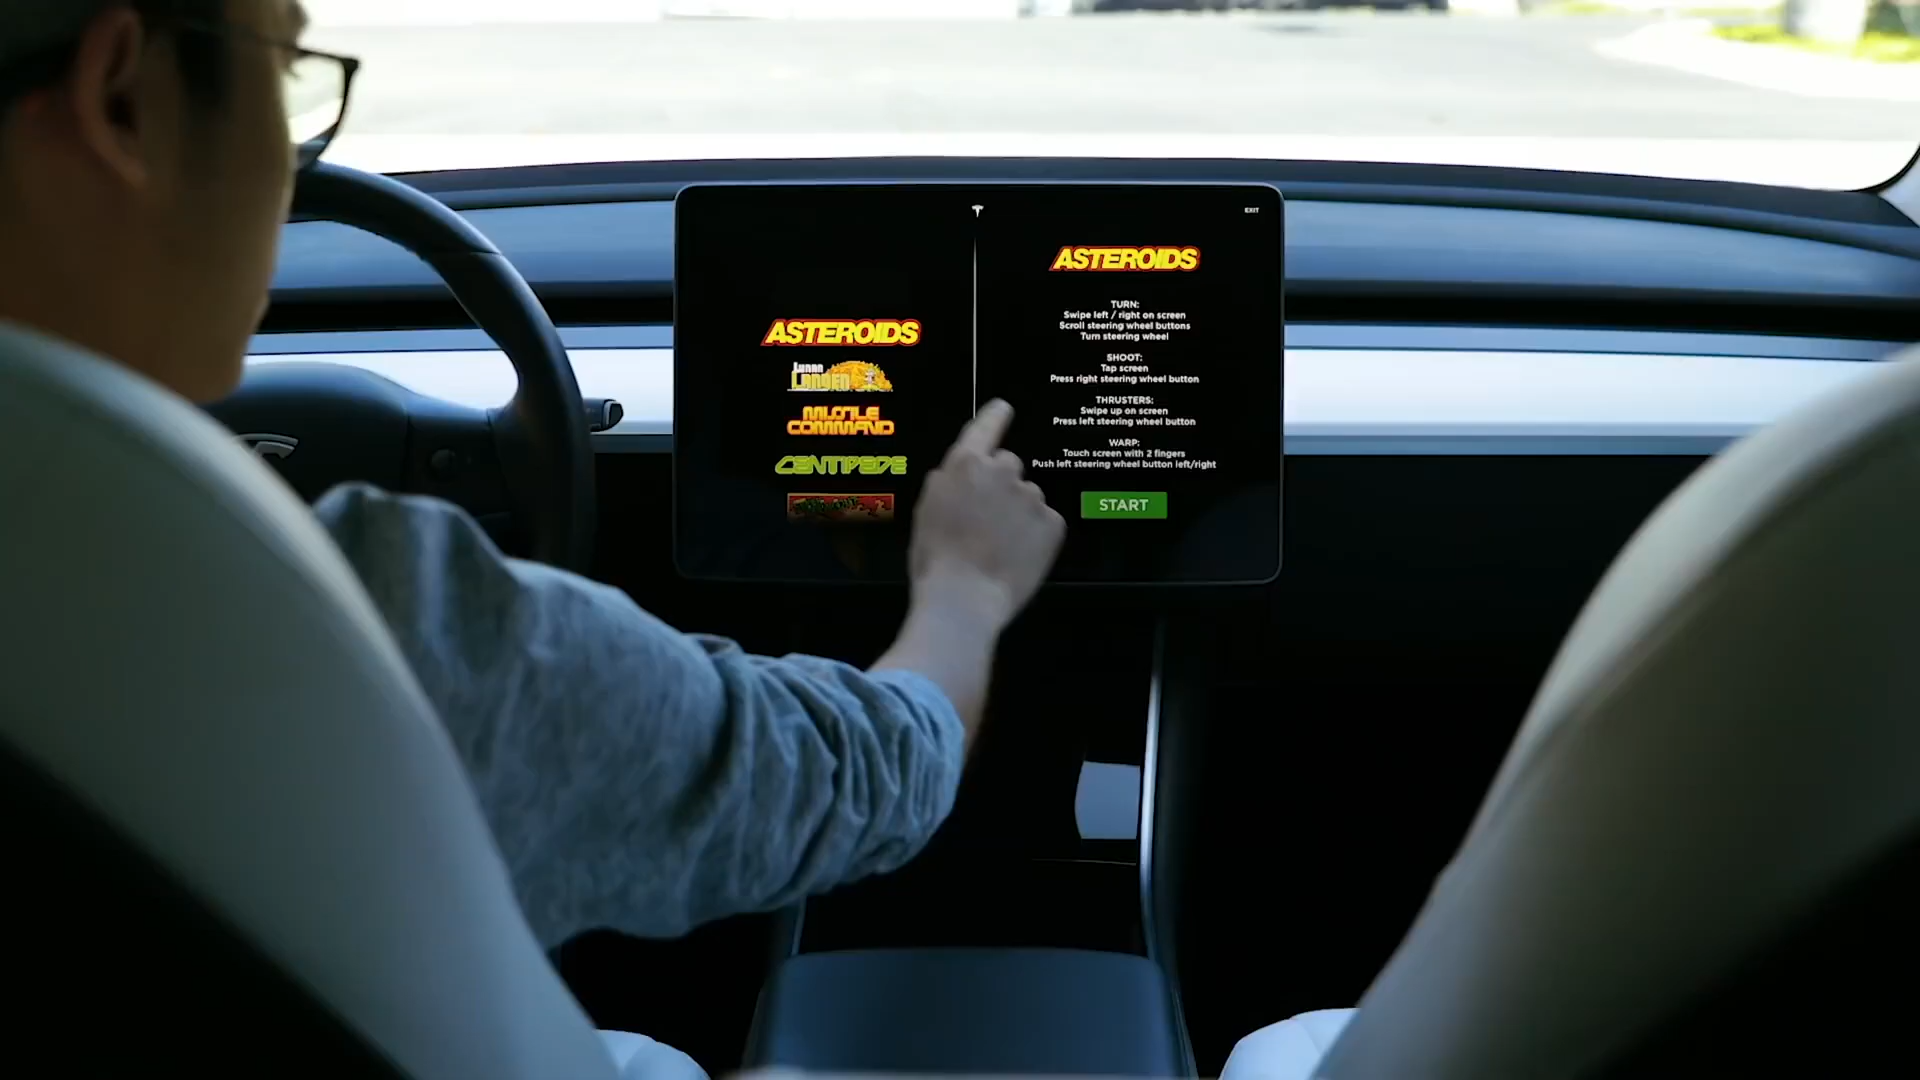 EXIT
ASTEROIDS
LUNAR
LANDER
MISSILE
COMMAND
CENTIPEDE
ASTEROIDS
TURN:
Swipe left / right on screen
Scroll steering wheel buttons
Turn steering wheel
SHOOT:
Tap screen
Press right steering wheel button
THRUSTERS:
Swipe up on screen
Press left steering wheel button
WARP:
Touch screen with 2 fingers
Push left steering wheel button left/right
START